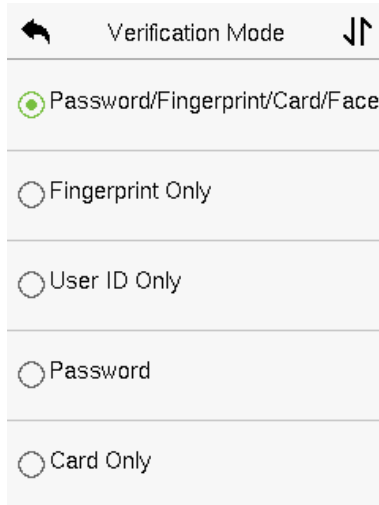 Verification Mode
Password/Fingerprint/Card/Face
Fingerprint Only
User ID Only
Password
Card Only